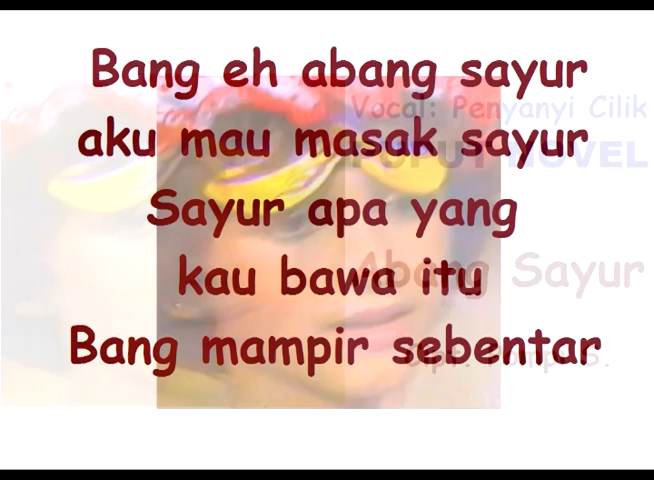 Bang eh abang sayur
Vocal: Penyanyi Cilik
aku mau masak sayur
NOVEL
Sayur apa yang
kau bawa itu
Abang Sayur
Bang mampir sebentar